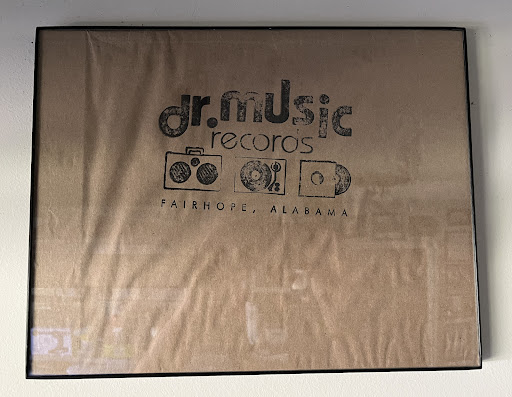 dr.music
records
FAIRHOPE, ALABAMA